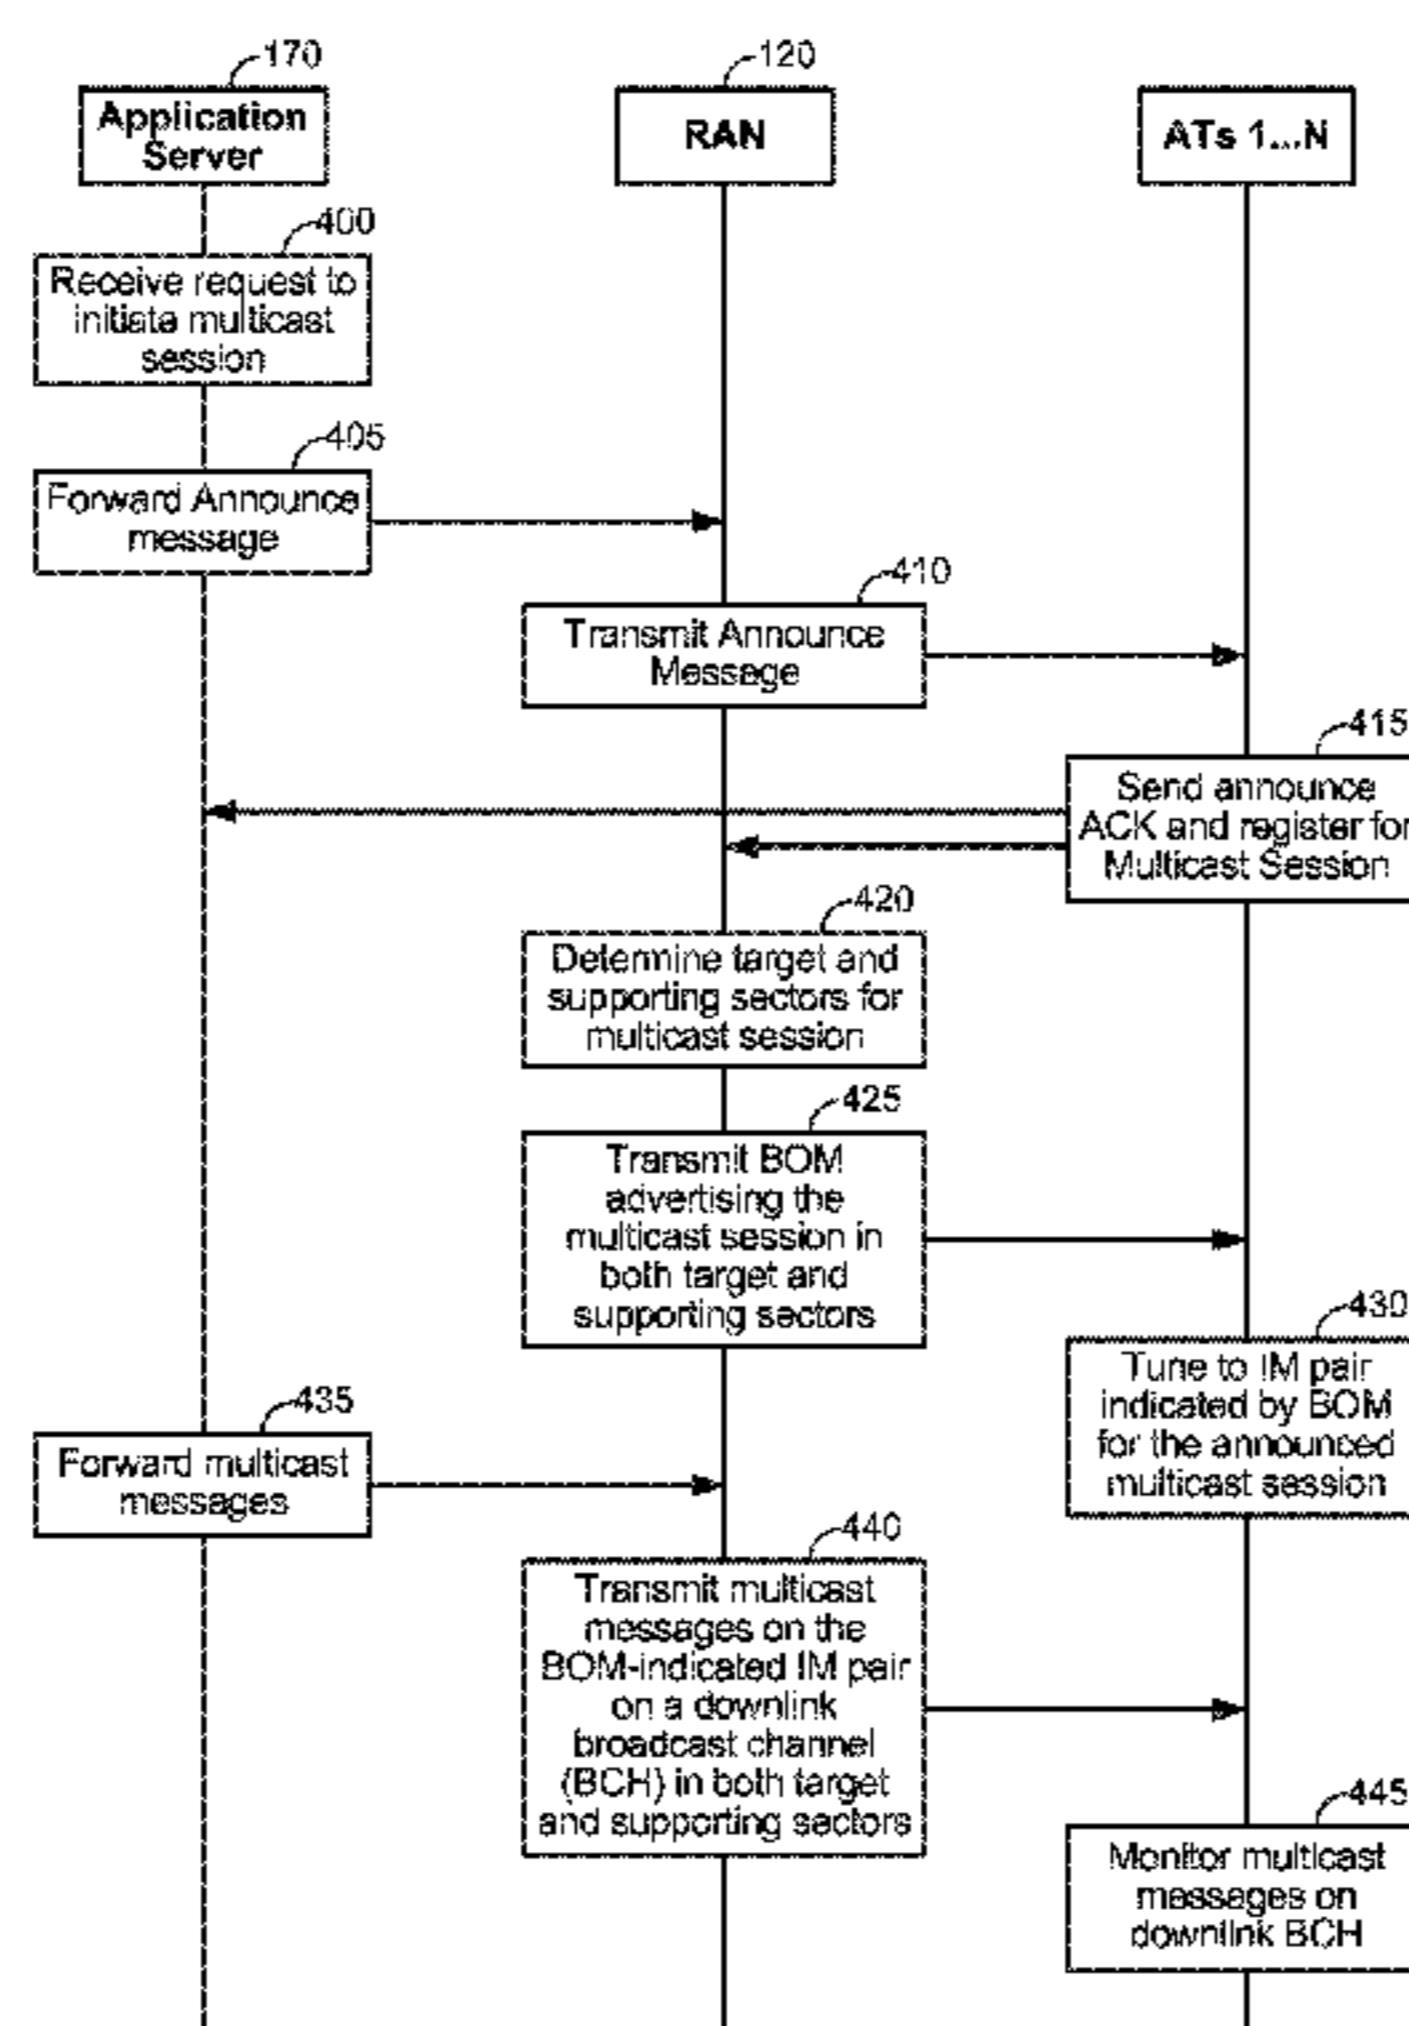 170
120
Application
Server
RAN
ATs 1...N
400
Receive request to
initiate multicast
session
405
Forward Announce
message
410
Transmit Announce
Message
415
Send announce
ACK and register for
Multicast Session
420
Determine target and
supporting sectors for
multicast session
425
Transmit BOM
advertising the
multicast session in
both target and
supporting sectors
430
Tune to IM pair
indicated by BOM
for the announced
multicast session
435
Forward multicast
messages
440
Transmit multicast
messages on the
BOM-indicated IM pair
on a downlink
broadcast channel
(BCH) in both target
and supporting sectors
445
Monitor multicast
messages on
downlink BCH